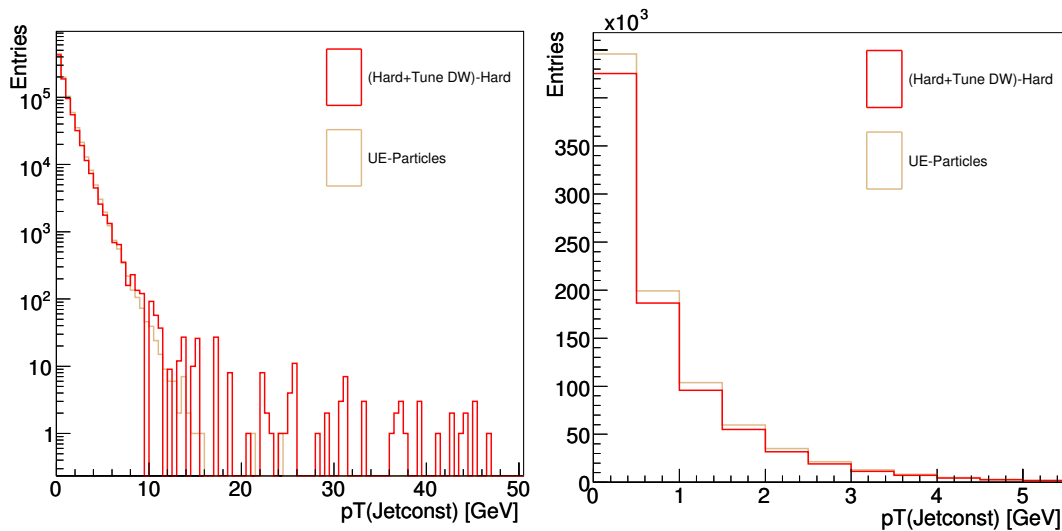 Entries
10^5
10^4
10^3
10^2
10
1
0 10 20 30 40 50
pT(Jetconst) [GeV]
(Hard+Tune DW)-Hard
UE-Particles
×10^3
Entries
350
300
250
200
150
100
50
0
0 1 2 3 4 5
pT(Jetconst) [GeV]
(Hard+Tune DW)-Hard
UE-Particles